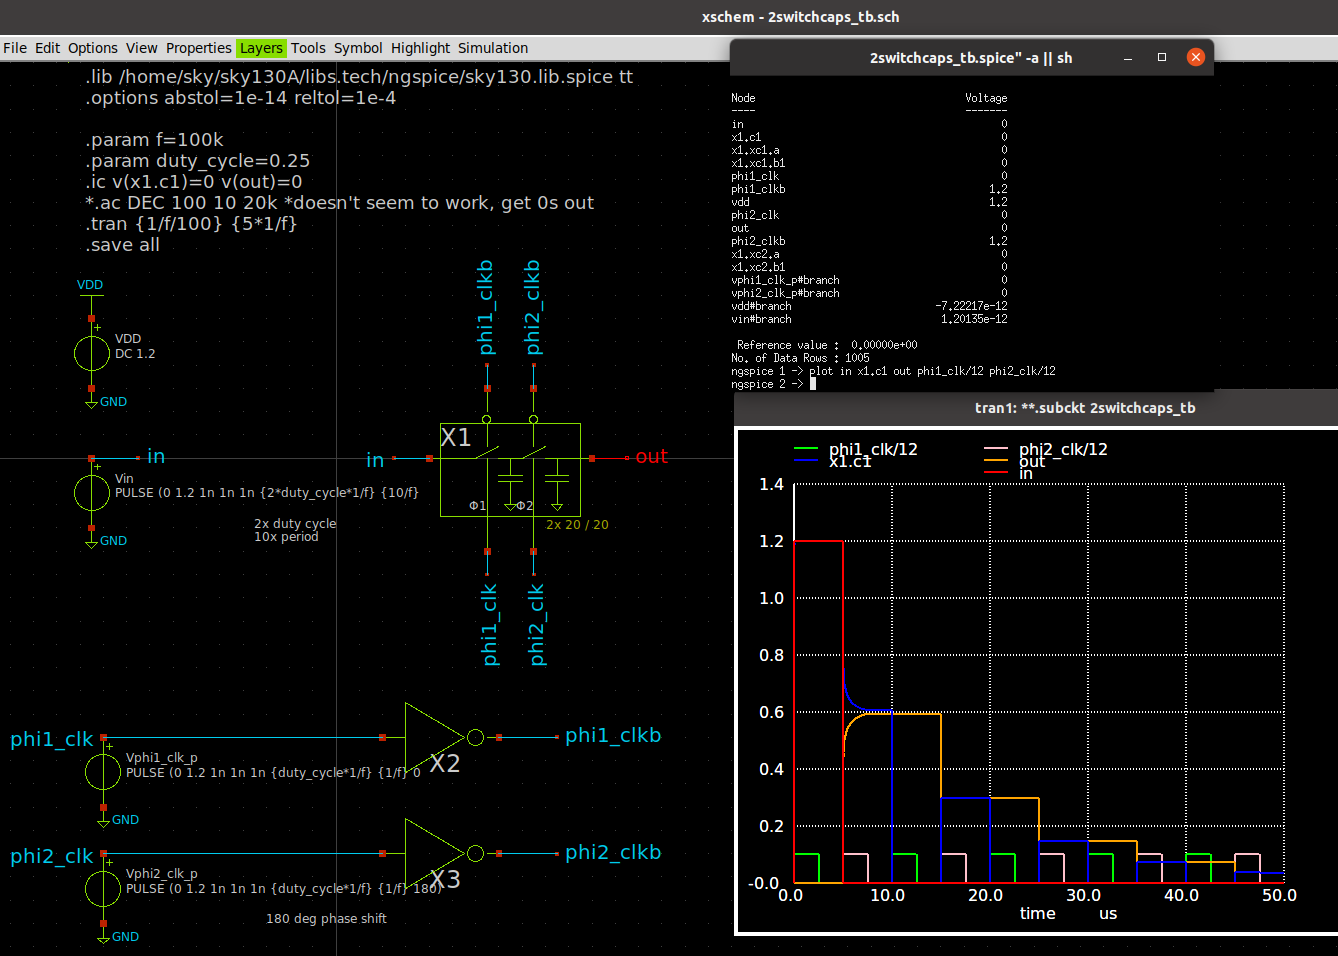 xschem - 2switchcaps_tb.sch
File Edit Options View Properties Layers Tools Symbol Highlight Simulation
.lib /home/sky/sky130A/libs.tech/ngspice/sky130.lib.spice tt
.options abstol=1e-14 reltol=1e-4
.param f=100k
.param duty_cycle=0.25
.ic v(x1.c1)=0 v(out)=0
*.ac DEC 100 10 20k *doesn't seem to work, get 0s out
.tran {1/f/100} {5*1/f}
.save all
VDD
+
VDD
DC 1.2
GND
in
+
Vin
PULSE (0 1.2 1n 1n 1n {2*duty_cycle*1/f} {10/f}
GND
2x duty cycle
10x period
phi1_clkb
phi2_clkb
X1
in
out
Φ1
Φ2
2x 20 / 20
phi1_clk
phi2_clk
phi1_clk
+
Vphi1_clk_p
PULSE (0 1.2 1n 1n 1n {duty_cycle*1/f} {1/f} 0
GND
X2
phi1_clkb
phi2_clk
+
Vphi2_clk_p
PULSE (0 1.2 1n 1n 1n {duty_cycle*1/f} {1/f} 180)
GND
X3
phi2_clkb
180 deg phase shift
2switchcaps_tb.spice" -a || sh
Node Voltage
---- -------
in 0
x1.c1 0
x1.xc1.a 0
x1.xc1.b1 0
phi1_clk 0
phi1_clkb 1.2
vdd 1.2
phi2_clk 0
out 0
phi2_clkb 1.2
x1.xc2.a 0
x1.xc2.b1 0
vphi1_clk_p#branch 0
vphi2_clk_p#branch 0
vdd#branch -7.22217e-12
vin#branch 1.20135e-12
Reference value : 0.00000e+00
No. of Data Rows : 1005
ngspice 1 -> plot in x1.c1 out phi1_clk/12 phi2_clk/12
ngspice 2 ->
tran1: **.subckt 2switchcaps_tb
phi1_clk/12 phi2_clk/12
x1.c1 out
in
1.4
1.2
1.0
0.8
0.6
0.4
0.2
-0.0
0.0 10.0 20.0 30.0 40.0 50.0
time us